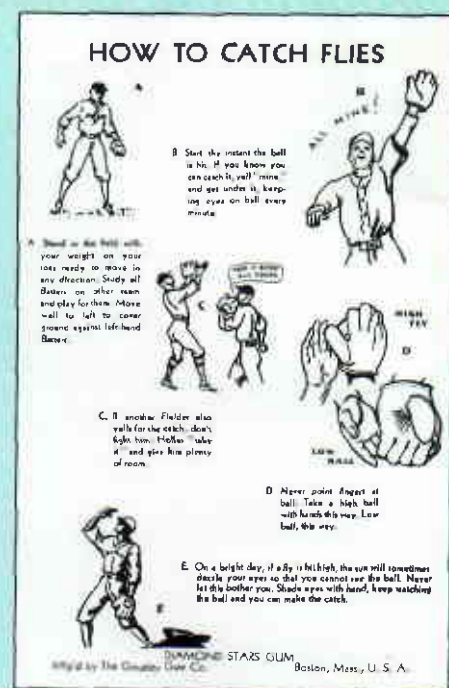 HOW TO CATCH FLIES
A
B
ALL MINE!
B Start the instant the ball
is hit. If you know you
can catch it, yell "mine"
and get under it, keep-
ing eyes on ball every
minute.
A Stand in the field with
your weight on your
toes ready to move in
any direction. Study all
Batters on other team
and play for them. Move
well to left to cover
ground against left-hand
Batters.
C
HIGH FLY
D
LOW BALL
C. If another Fielder also
yells for the catch, don't
fight him. Holler "take
it" and give him plenty
of room.
D Never point fingers at
ball. Take a high ball
with hands this way. Low
ball, this way.
E. On a bright day, if a fly is hit high, the sun will sometimes
dazzle your eyes so that you cannot see the ball. Never
let this bother you. Shade eyes with hand, keep watching
the ball and you can make the catch.
E
DIAMOND STARS GUM
Mfg'd by The Goudey Gum Co. Boston, Mass., U. S. A.